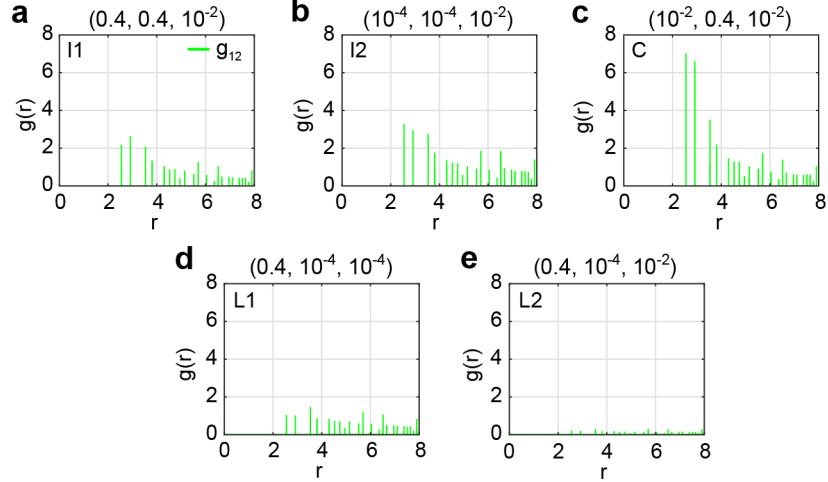 a
(0.4, 0.4, 10⁻²)
8
6
4
2
0
g(r)
I1
g₁₂
0 2 4 6 8
r
b
(10⁻⁴, 10⁻⁴, 10⁻²)
8
6
4
2
0
g(r)
I2
0 2 4 6 8
r
c
(10⁻², 0.4, 10⁻²)
8
6
4
2
0
g(r)
C
0 2 4 6 8
r
d
(0.4, 10⁻⁴, 10⁻⁴)
8
6
4
2
0
g(r)
L1
0 2 4 6 8
r
e
(0.4, 10⁻⁴, 10⁻²)
8
6
4
2
0
g(r)
L2
0 2 4 6 8
r